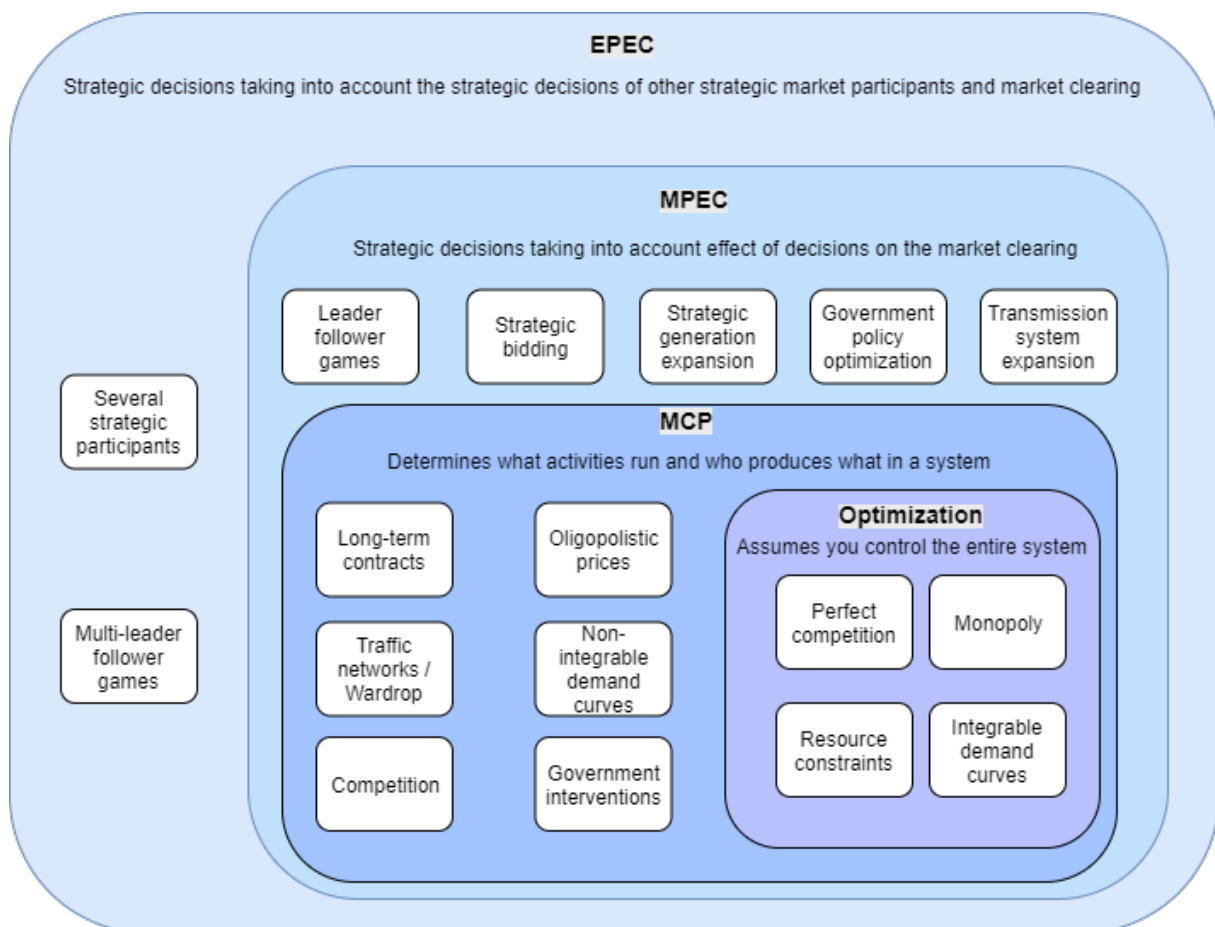 EPEC
Strategic decisions taking into account the strategic decisions of other strategic market participants and market clearing
MPEC
Strategic decisions taking into account effect of decisions on the market clearing
Leader
follower
games
Strategic
bidding
Strategic
generation
expansion
Government
policy
optimization
Transmission
system
expansion
Several
strategic
participants
Multi-leader
follower
games
MCP
Determines what activities run and who produces what in a system
Long-term
contracts
Oligopolistic
prices
Traffic
networks /
Wardrop
Non-
integrable
demand
curves
Competition
Government
interventions
Optimization
Assumes you control the entire system
Perfect
competition
Monopoly
Resource
constraints
Integrable
demand
curves